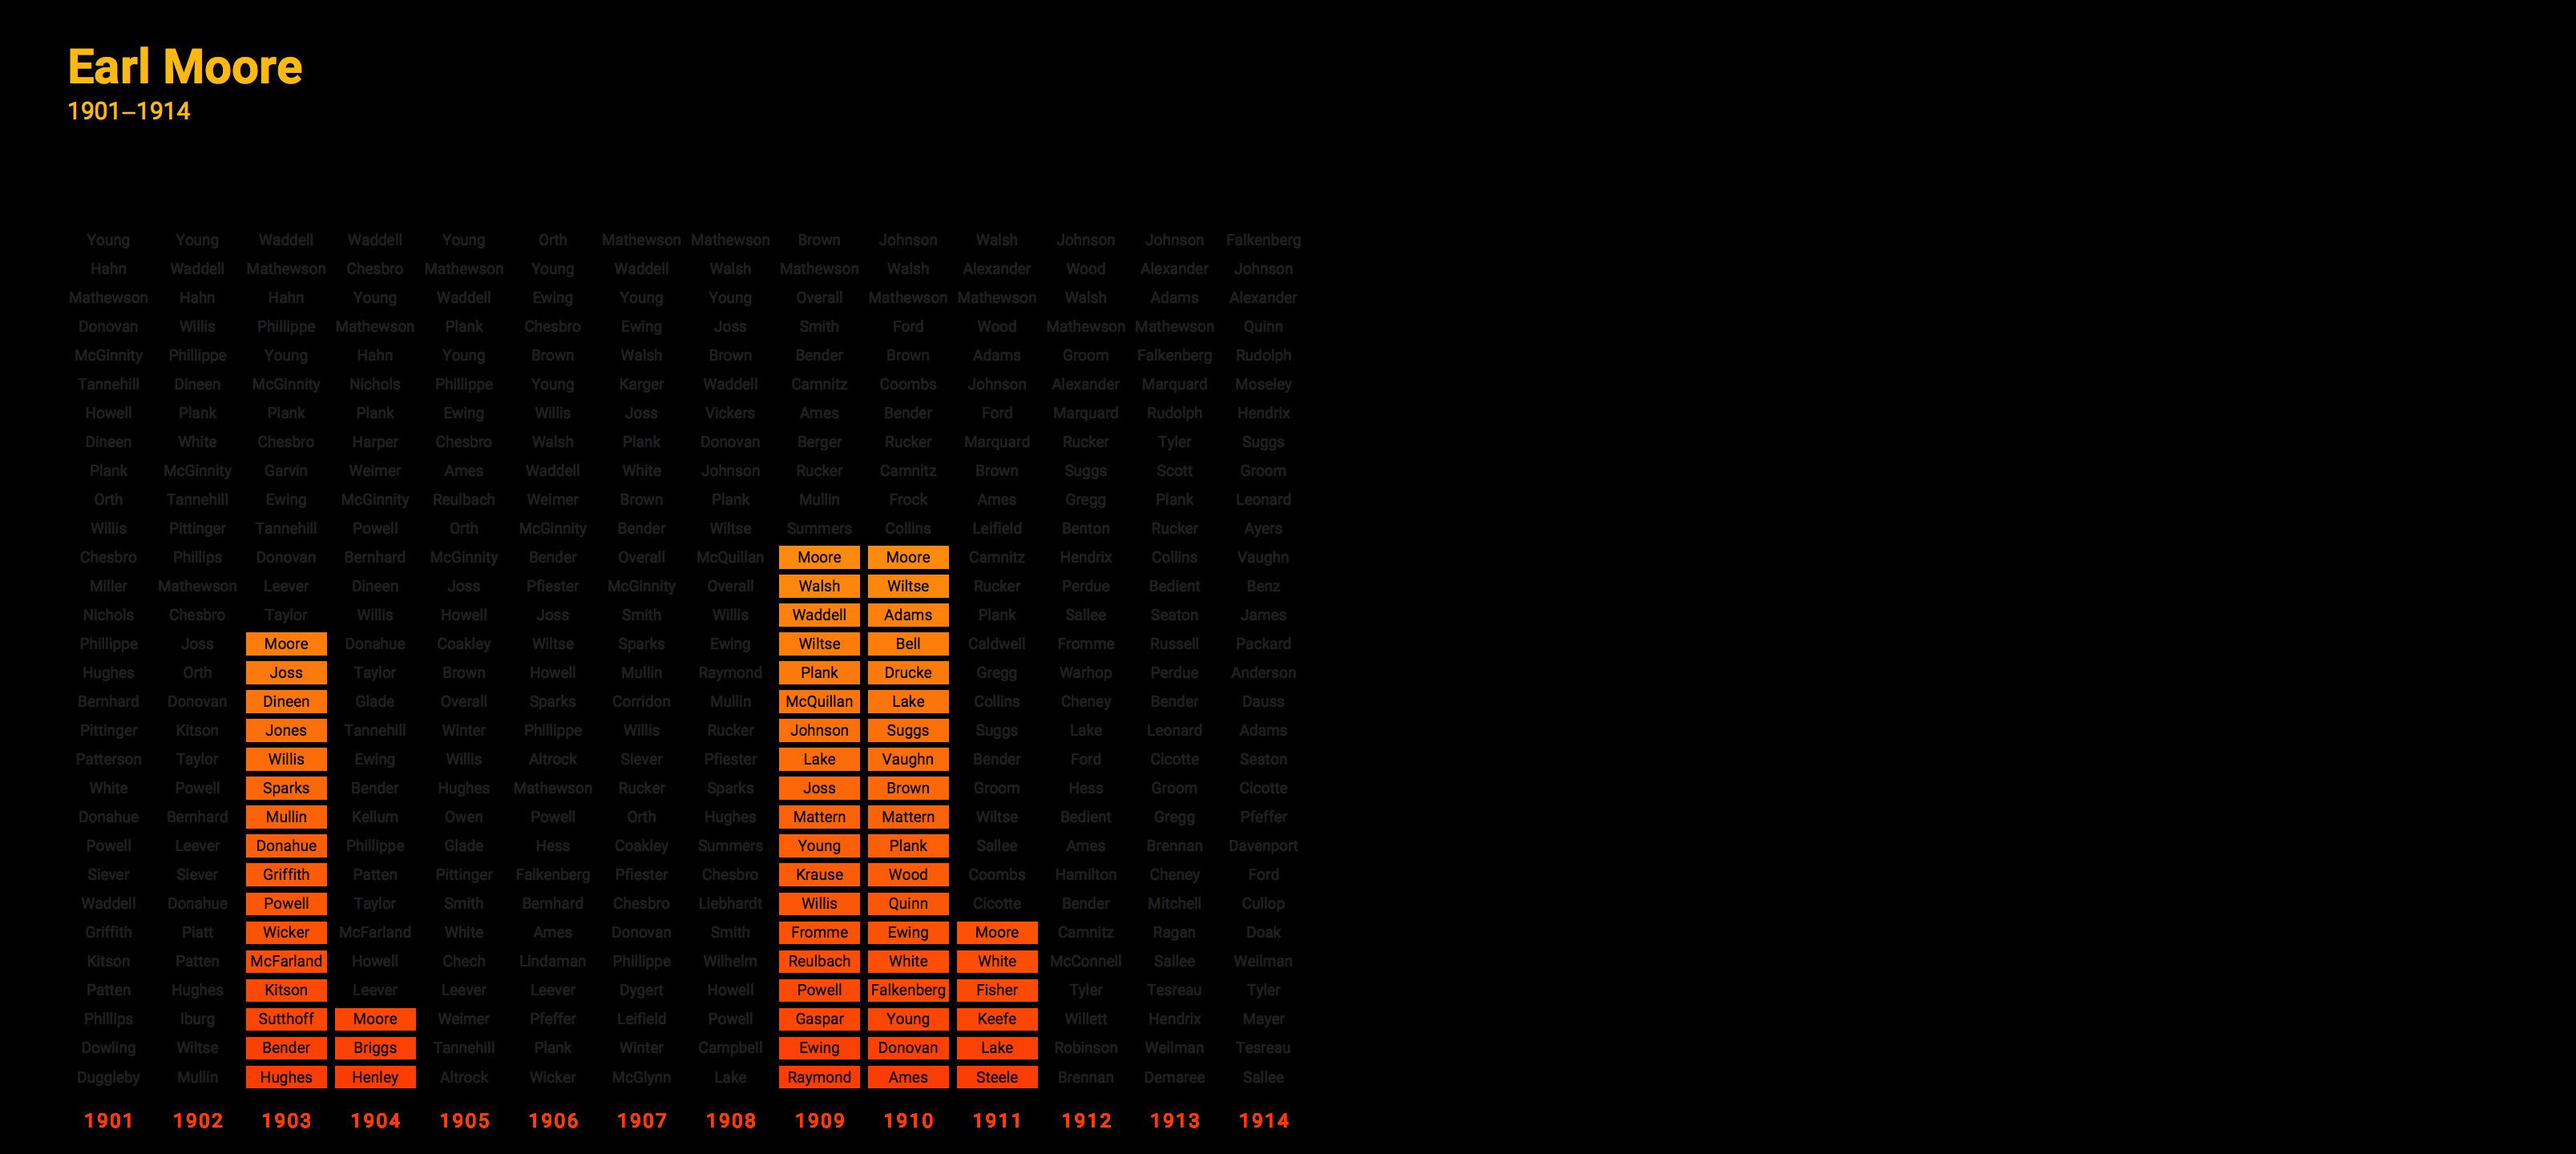 Earl Moore
1901–1914
Young Young Waddell Waddell Young Orth Mathewson Mathewson Brown Johnson Walsh Johnson Johnson Falkenberg
Hahn Waddell Mathewson Chesbro Mathewson Young Waddell Walsh Mathewson Walsh Alexander Wood Alexander Johnson
Mathewson Hahn Hahn Young Waddell Ewing Young Young Overall Mathewson Mathewson Walsh Adams Alexander
Donovan Willis Phillippe Mathewson Plank Chesbro Ewing Joss Smith Ford Wood Mathewson Mathewson Quinn
McGinnity Phillippe Young Hahn Young Brown Walsh Brown Bender Brown Adams Groom Falkenberg Rudolph
Tannehill Dineen McGinnity Nichols Phillippe Young Karger Waddell Camnitz Coombs Johnson Alexander Marquard Moseley
Howell Plank Plank Plank Ewing Willis Joss Vickers Ames Bender Ford Marquard Rudolph Hendrix
Dineen White Chesbro Harper Chesbro Walsh Plank Donovan Berger Rucker Marquard Rucker Tyler Suggs
Plank McGinnity Garvin Weimer Ames Waddell White Johnson Rucker Camnitz Brown Suggs Scott Groom
Orth Tannehill Ewing McGinnity Reulbach Weimer Brown Plank Mullin Frock Ames Gregg Plank Leonard
Willis Pittinger Tannehill Powell Orth McGinnity Bender Wiltse Summers Collins Leifield Benton Rucker Ayers
Chesbro Phillips Donovan Bernhard McGinnity Bender Overall McQuillan Moore Moore Camnitz Hendrix Collins Vaughn
Miller Mathewson Leever Dineen Joss Pfiester McGinnity Overall Walsh Wiltse Rucker Perdue Bedient Benz
Nichols Chesbro Taylor Willis Howell Joss Smith Willis Waddell Adams Plank Sallee Seaton James
Phillippe Joss Moore Donahue Coakley Wiltse Sparks Ewing Wiltse Bell Caldwell Fromme Russell Packard
Hughes Orth Joss Taylor Brown Howell Mullin Raymond Plank Drucke Gregg Warhop Perdue Anderson
Bernhard Donovan Dineen Glade Overall Sparks Corridon Mullin McQuillan Lake Collins Cheney Bender Dauss
Pittinger Kitson Jones Tannehill Winter Phillippe Willis Rucker Johnson Suggs Suggs Lake Leonard Adams
Patterson Taylor Willis Ewing Willis Altrock Siever Pfiester Lake Vaughn Bender Ford Cicotte Seaton
White Powell Sparks Bender Hughes Mathewson Rucker Sparks Joss Brown Groom Hess Groom Cicotte
Donahue Bernhard Mullin Kellum Owen Powell Orth Hughes Mattern Mattern Wiltse Bedient Gregg Pfeffer
Powell Leever Donahue Phillippe Glade Hess Coakley Summers Young Plank Sallee Ames Brennan Davenport
Siever Siever Griffith Patten Pittinger Falkenberg Pfiester Chesbro Krause Wood Coombs Hamilton Cheney Ford
Waddell Donahue Powell Taylor Smith Bernhard Chesbro Liebhardt Willis Quinn Cicotte Bender Mitchell Cullop
Griffith Piatt Wicker McFarland White Ames Donovan Smith Fromme Ewing Moore Camnitz Ragan Doak
Kitson Patten McFarland Howell Chech Lindaman Phillippe Wilhelm Reulbach White White McConnell Sallee Weilman
Patten Hughes Kitson Leever Leever Leever Dygert Howell Powell Falkenberg Fisher Tyler Tesreau Tyler
Phillips Iburg Sutthoff Moore Weimer Pfeffer Leifield Powell Gaspar Young Keefe Willett Hendrix Mayer
Dowling Wiltse Bender Briggs Tannehill Plank Winter Campbell Ewing Donovan Lake Robinson Weilman Tesreau
Duggleby Mullin Hughes Henley Altrock Wicker McGlynn Lake Raymond Ames Steele Brennan Demaree Sallee
1901 1902 1903 1904 1905 1906 1907 1908 1909 1910 1911 1912 1913 1914